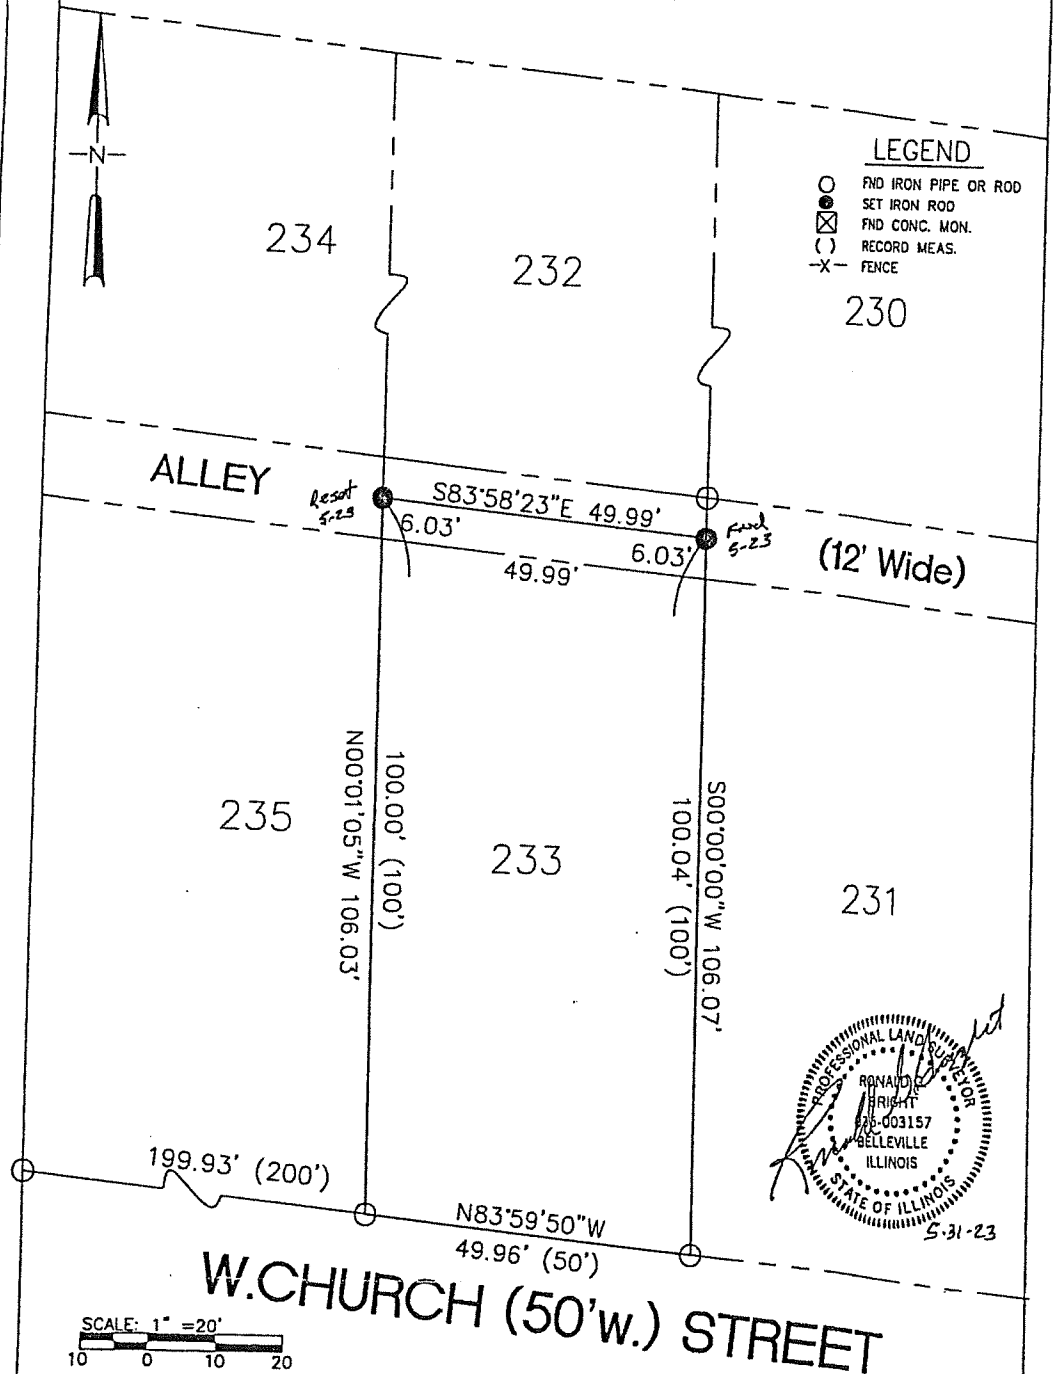 N
LEGEND
FND IRON PIPE OR ROD
SET IRON ROD
FND CONC. MON.
( ) RECORD MEAS.
-X- FENCE
234
232
230
ALLEY
Reset
5-23
S83°58'23"E 49.99'
6.03'
6.03'
Fund
5-23
49.99'
(12' Wide)
N00°01'05"W 106.03'
100.00' (100')
S00°00'00"W 106.07'
100.04' (100')
235
233
231
PROFESSIONAL LAND SURVEYOR
RONALD
BRIGHT
-003157
BELLEVILLE
ILLINOIS
STATE OF ILLINOIS
5-31-23
199.93' (200')
N83°59'50"W
49.96' (50')
W.CHURCH (50'w.) STREET
SCALE: 1" =20'
10 0 10 20